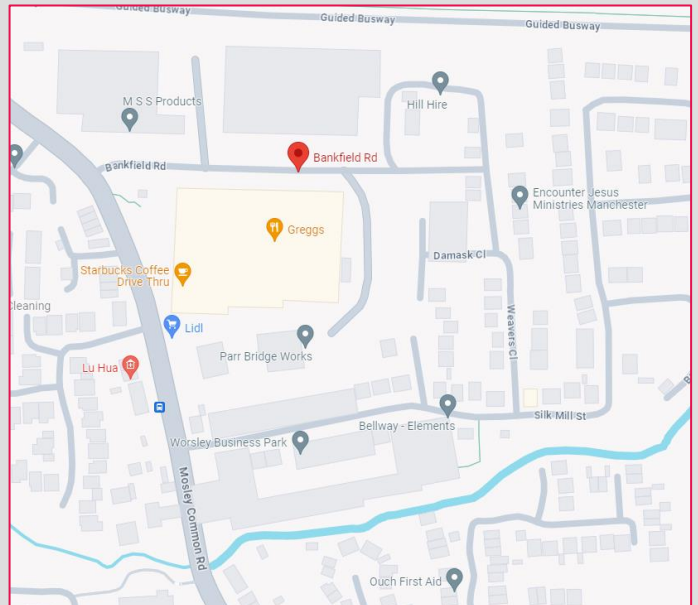 Guided Busway
Guided Busway
Guided Busway
M S S Products
Hill Hire
Bankfield Rd
Bankfield Rd
Encounter Jesus
Ministries Manchester
Greggs
Damask Cl
Starbucks Coffee
Drive Thru
Cleaning
Weavers Cl
Lidl
Parr Bridge Works
Lu Hua
Silk Mill St
Bellway - Elements
Worsley Business Park
Mosley Common Rd
Ouch First Aid